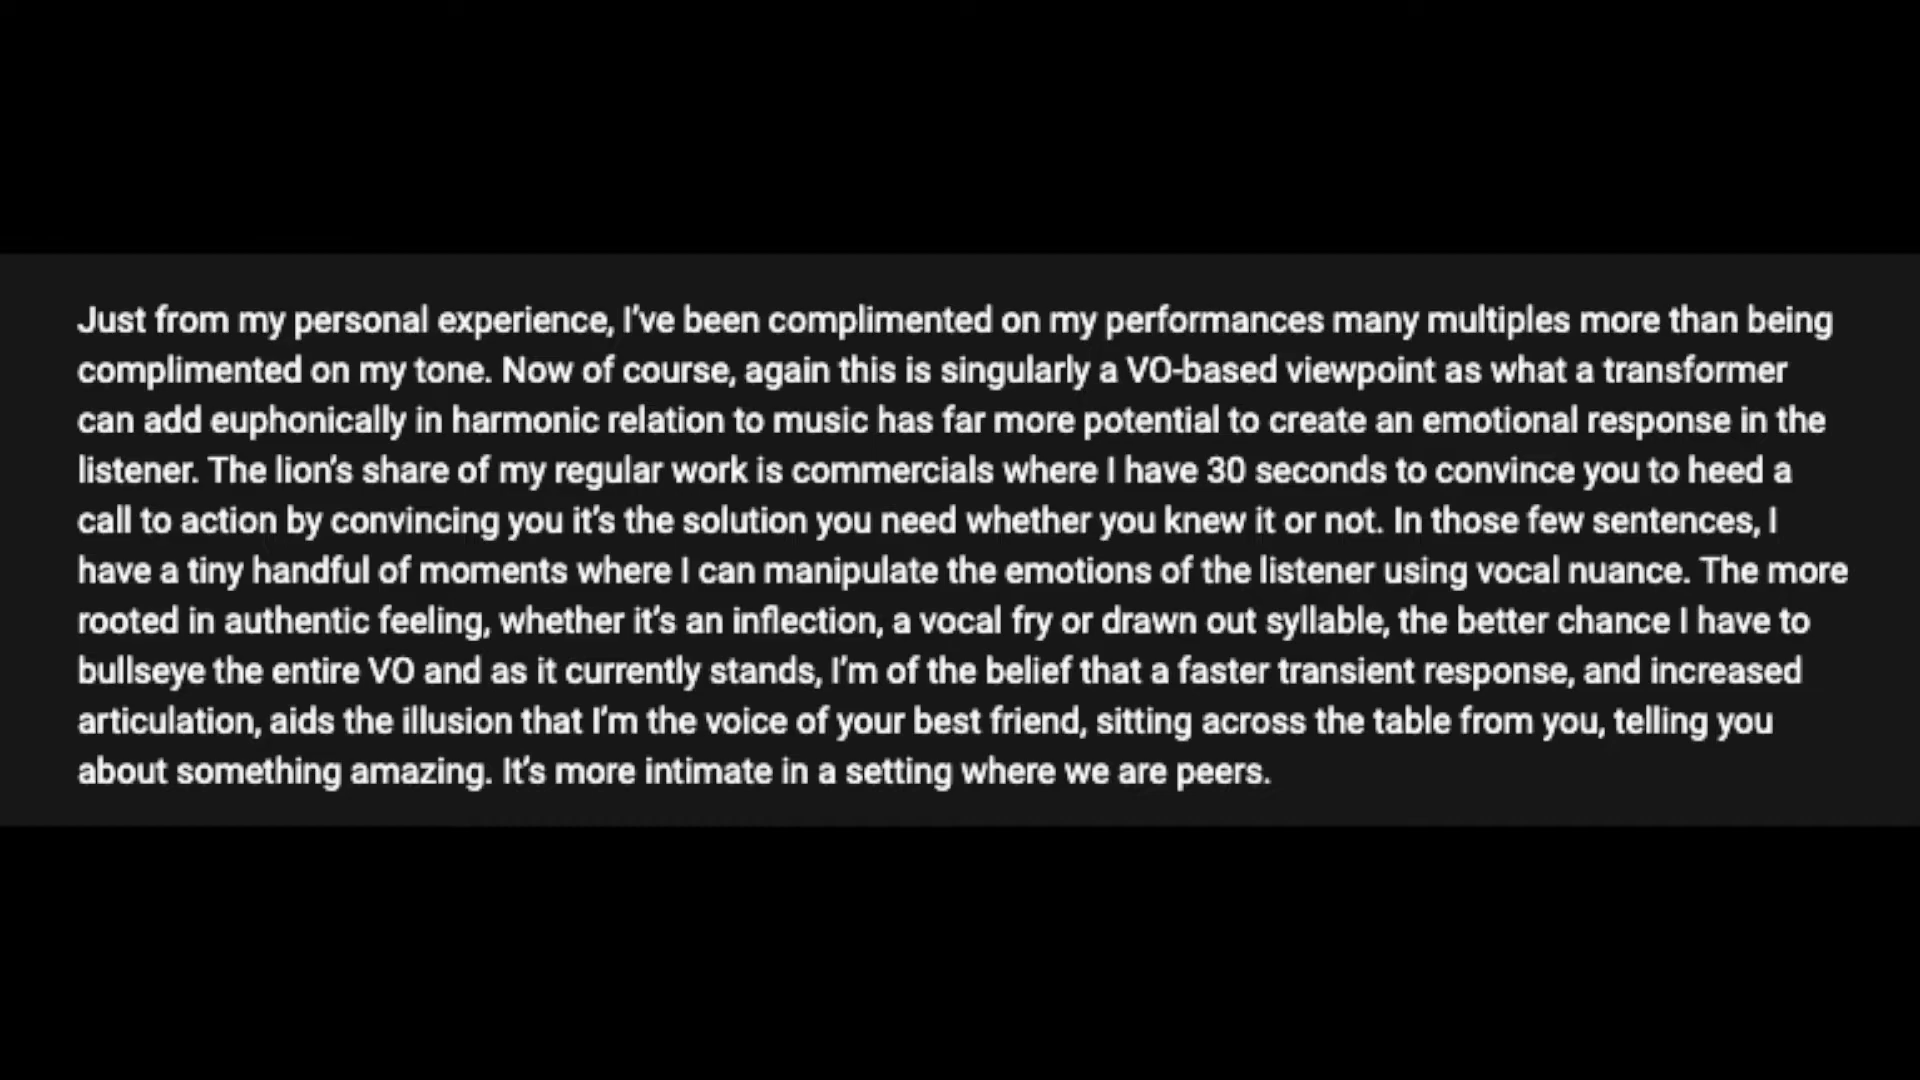 Just from my personal experience, I've been complimented on my performances many multiples more than being
complimented on my tone. Now of course, again this is singularly a VO-based viewpoint as what a transformer
can add euphonically in harmonic relation to music has far more potential to create an emotional response in the
listener. The lion's share of my regular work is commercials where I have 30 seconds to convince you to heed a
call to action by convincing you it's the solution you need whether you knew it or not. In those few sentences, I
have a tiny handful of moments where I can manipulate the emotions of the listener using vocal nuance. The more
rooted in authentic feeling, whether it's an inflection, a vocal fry or drawn out syllable, the better chance I have to
bullseye the entire VO and as it currently stands, I'm of the belief that a faster transient response, and increased
articulation, aids the illusion that I'm the voice of your best friend, sitting across the table from you, telling you
about something amazing. It's more intimate in a setting where we are peers.